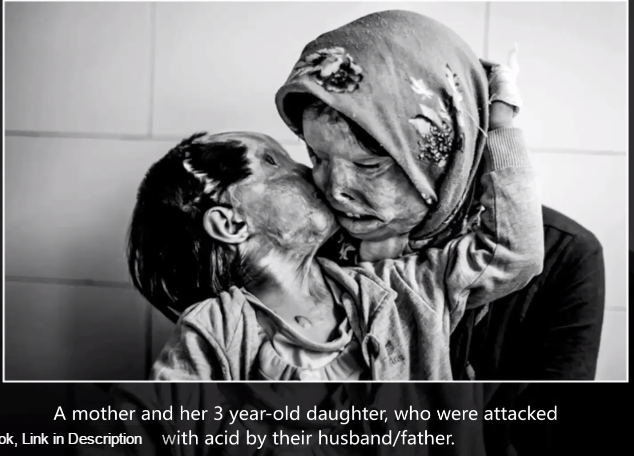 A mother and her 3 year-old daughter, who were attacked
ok, Link in Description
with acid by their husband/father.